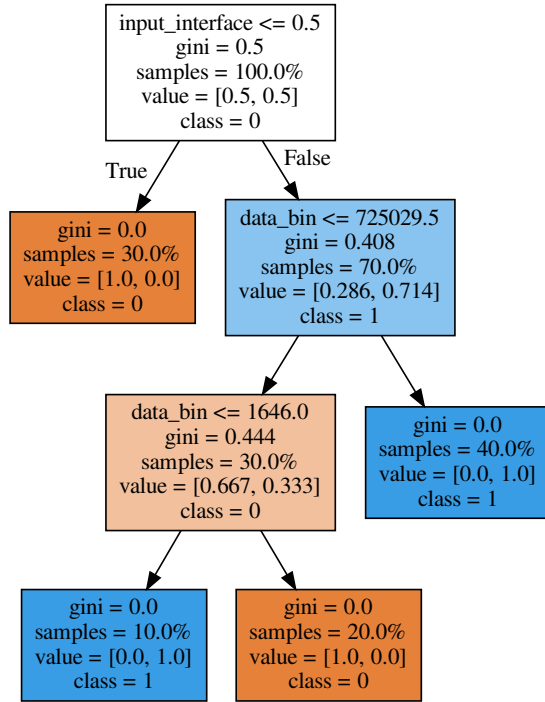 input_interface <= 0.5
gini = 0.5
samples = 100.0%
value = [0.5, 0.5]
class = 0
True
False
gini = 0.0
samples = 30.0%
value = [1.0, 0.0]
class = 0
data_bin <= 725029.5
gini = 0.408
samples = 70.0%
value = [0.286, 0.714]
class = 1
data_bin <= 1646.0
gini = 0.444
samples = 30.0%
value = [0.667, 0.333]
class = 0
gini = 0.0
samples = 40.0%
value = [0.0, 1.0]
class = 1
gini = 0.0
samples = 10.0%
value = [0.0, 1.0]
class = 1
gini = 0.0
samples = 20.0%
value = [1.0, 0.0]
class = 0